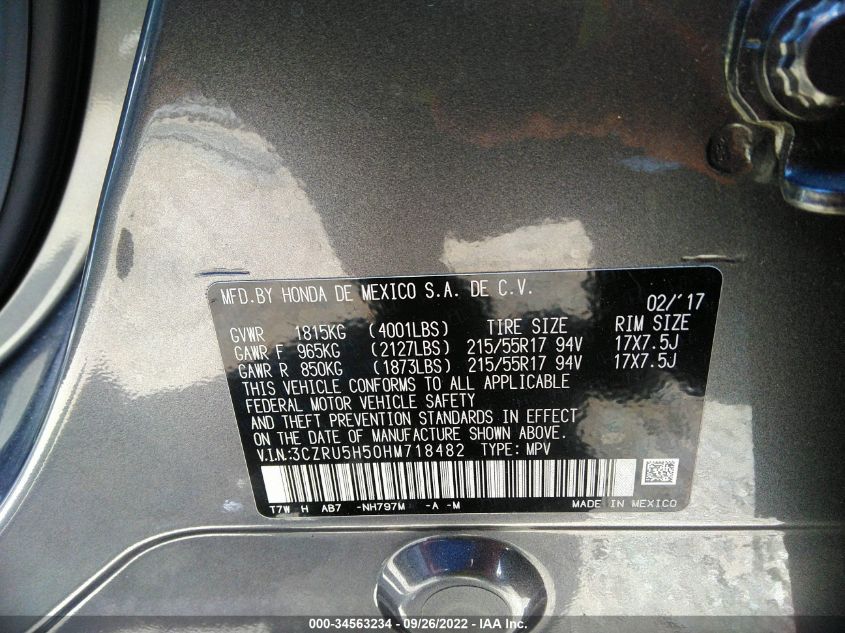 MFD.BY HONDA DE MEXICO S.A. DE C.V. 02/'17
GVWR 1815KG (4001LBS) TIRE SIZE RIM SIZE
GAWR F 965KG (2127LBS) 215/55R17 94V 17X7.5J
GAWR R 850KG (1873LBS) 215/55R17 94V 17X7.5J
THIS VEHICLE CONFORMS TO ALL APPLICABLE
FEDERAL MOTOR VEHICLE SAFETY
AND THEFT PREVENTION STANDARDS IN EFFECT
ON THE DATE OF MANUFACTURE SHOWN ABOVE.
V.I.N.:3CZRU5H50HM718482 TYPE: MPV
T7W H AB7 -NH797M -A -M MADE IN MEXICO
000-34563234 - 09/26/2022 - IAA Inc.